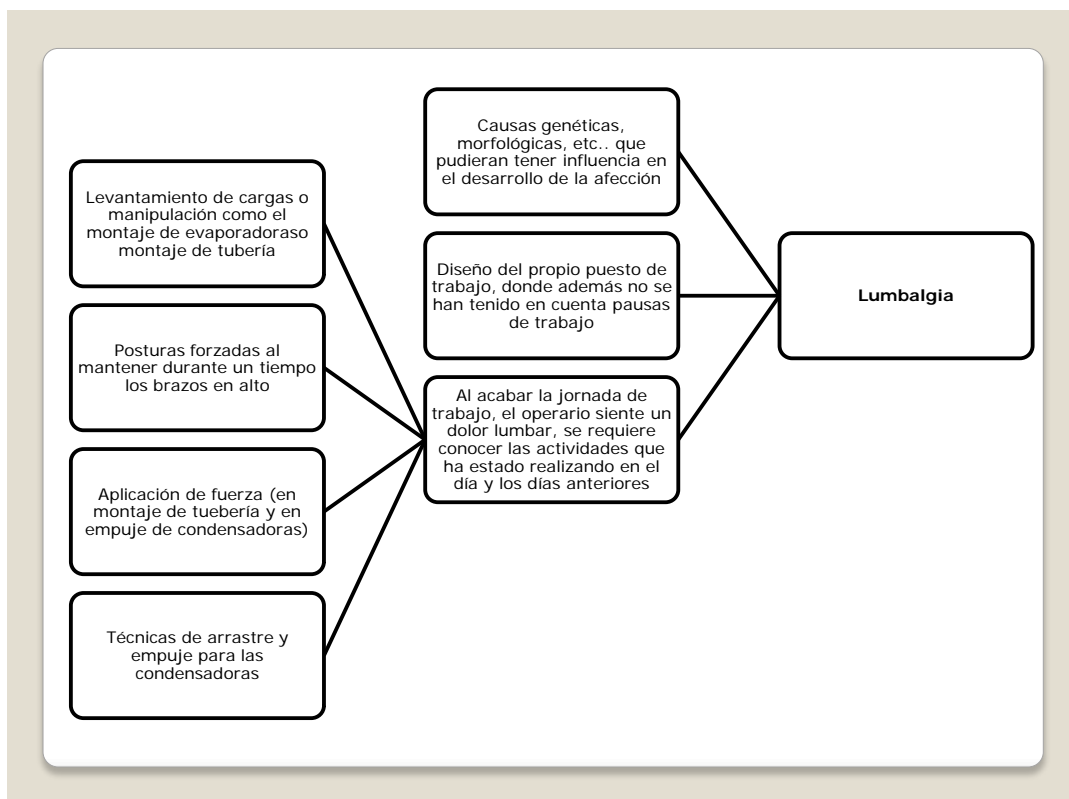 Causas genéticas,
morfológicas, etc.. que
pudieran tener influencia en
el desarrollo de la afección
Levantamiento de cargas o
manipulación como el
montaje de evaporadoraso
montaje de tubería
Diseño del propio puesto de
trabajo, donde además no se
han tenido en cuenta pausas
de trabajo
Lumbalgia
Posturas forzadas al
mantener durante un tiempo
los brazos en alto
Al acabar la jornada de
trabajo, el operario siente un
dolor lumbar, se requiere
conocer las actividades que
ha estado realizando en el
día y los días anteriores
Aplicación de fuerza (en
montaje de tuebería y en
empuje de condensadoras)
Técnicas de arrastre y
empuje para las
condensadoras